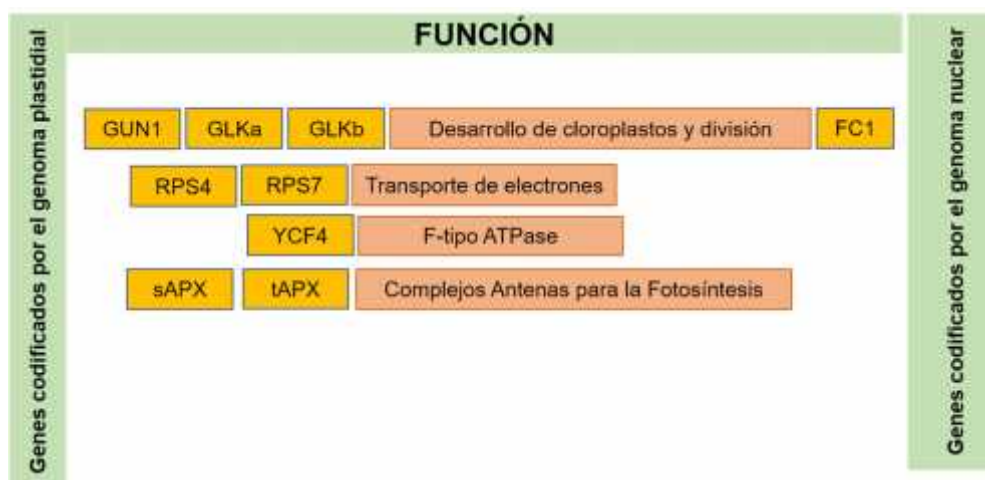 Genes codificados por el genoma plastidial
FUNCIÓN
GUN1 GLKa GLKb Desarrollo de cloroplastos y división FC1
RPS4 RPS7 Transporte de electrones
YCF4 F-tipo ATPase
sAPX tAPX Complejos Antenas para la Fotosíntesis
Genes codificados por el genoma nuclear